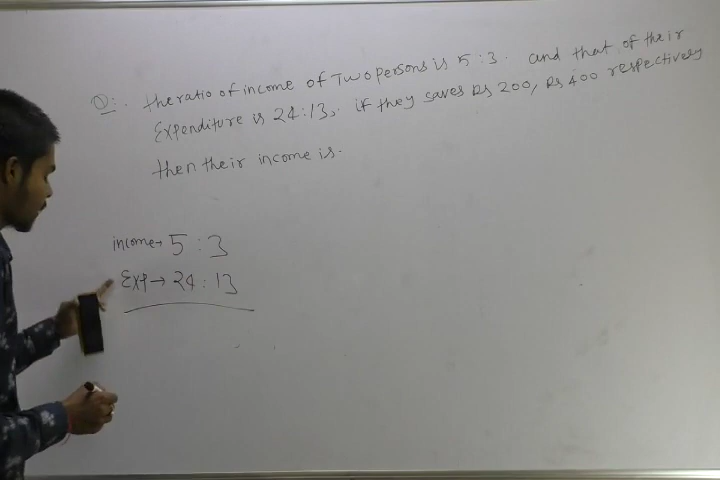 Q:. the ratio of income of Two persons is 5:3. and that of their
Expenditure is 24:13, if they saves Rs 200, Rs 400 respectively
then their income is.
income→ 5 : 3
Exp→ 24 : 13